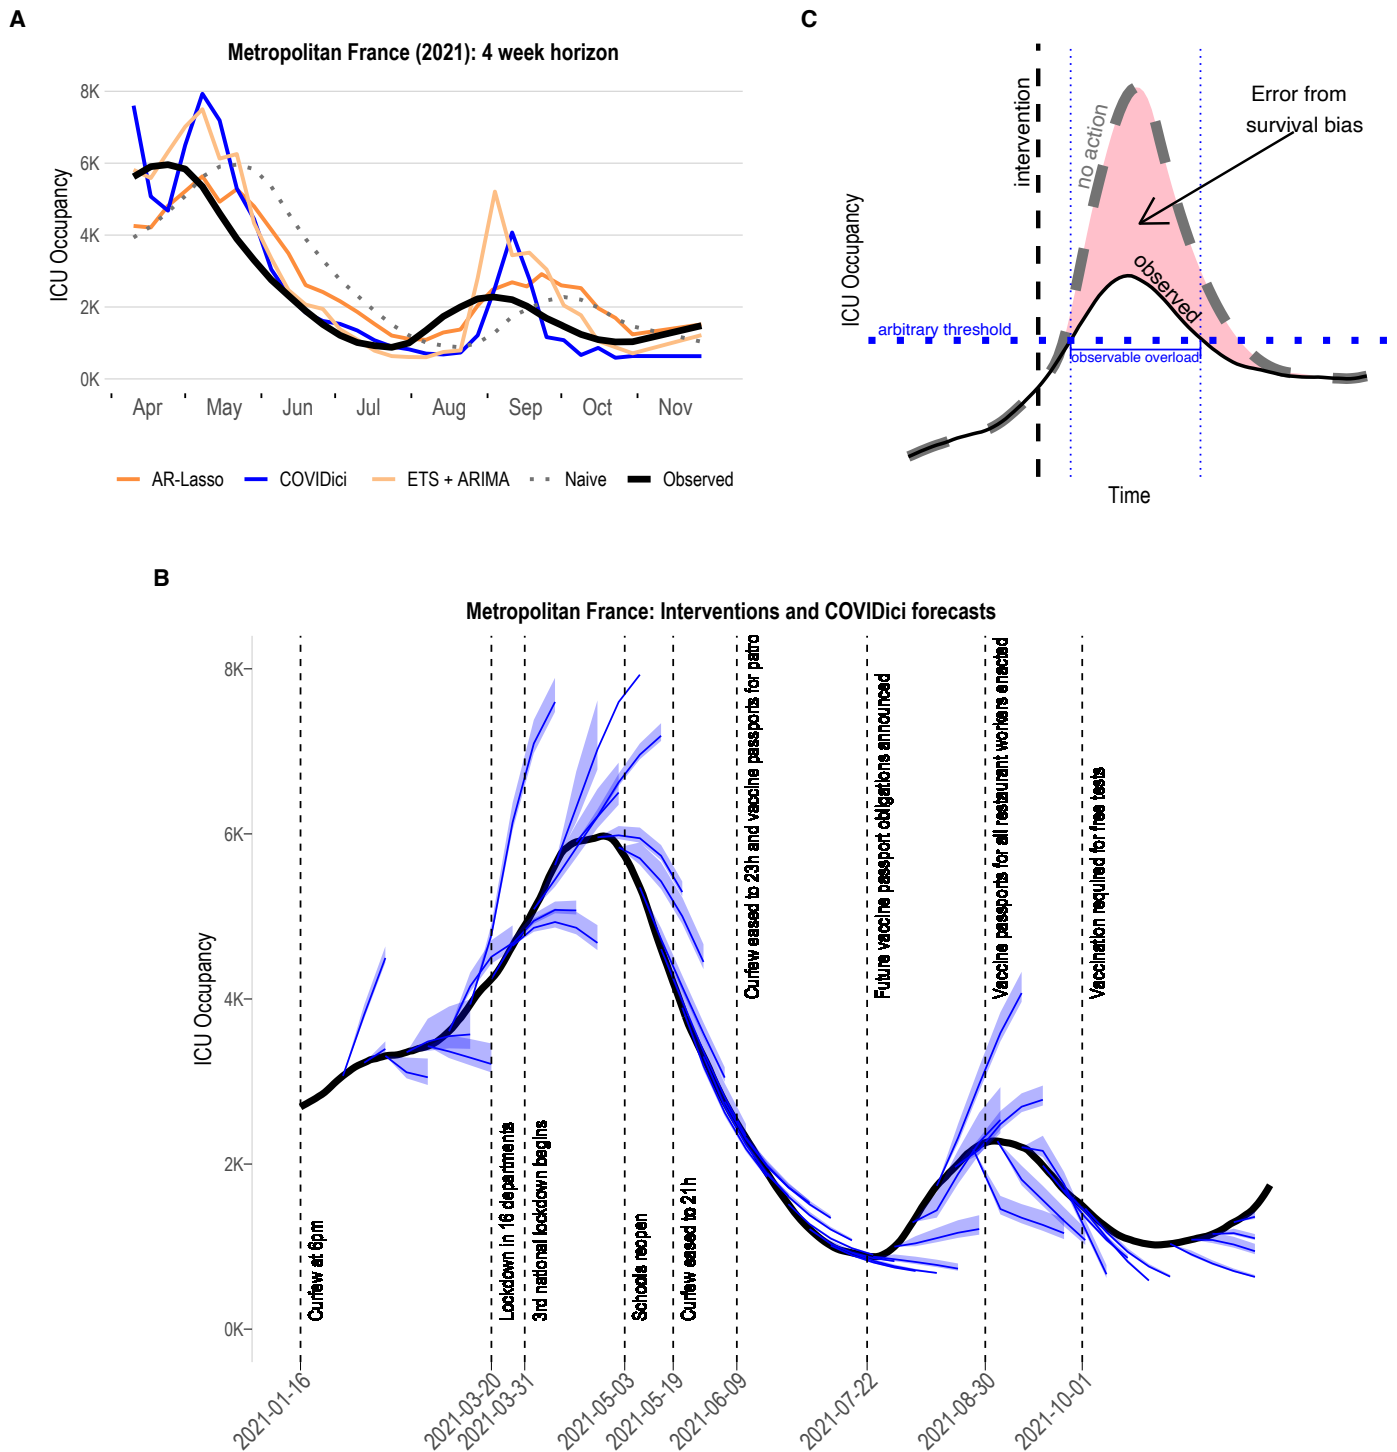 A
Metropolitan France (2021): 4 week horizon
ICU Occupancy
8K
6K
4K
2K
0K
Apr May Jun Jul Aug Sep Oct Nov
AR-Lasso COVIDici ETS + ARIMA Naive Observed
C
ICU Occupancy
intervention
no action
Error from
survival bias
observed
arbitrary threshold
observable overload
Time
B
Metropolitan France: Interventions and COVIDici forecasts
ICU Occupancy
8K
6K
4K
2K
0K
Curfew at 6pm
Lockdown in 16 departments
3rd national lockdown begins
Schools reopen
Curfew eased to 21h
Curfew eased to 23h and vaccine passports for patro
Future vaccine passport obligations announced
Vaccine passports for all restaurant workers enacted
Vaccination required for free tests
2021-01-16
2021-03-20
2021-03-31
2021-05-03
2021-05-19
2021-06-09
2021-07-22
2021-08-30
2021-10-01